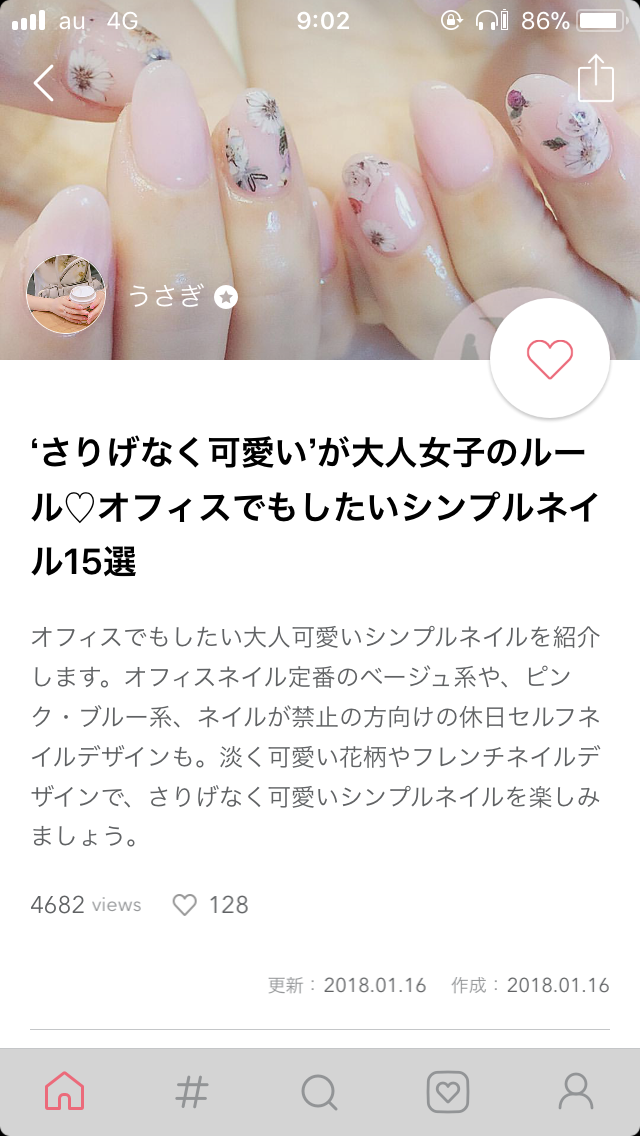 au 4G 9:02 86%
うさぎ
‘さりげなく可愛い’が大人女子のルー
ル♡オフィスでもしたいシンプルネイ
ル15選
オフィスでもしたい大人可愛いシンプルネイルを紹介
します。オフィスネイル定番のベージュ系や、ピン
ク・ブルー系、ネイルが禁止の方向けの休日セルフネ
イルデザインも。淡く可愛い花柄やフレンチネイルデ
ザインで、さりげなく可愛いシンプルネイルを楽しみ
ましょう。
4682 views ♡ 128
更新：2018.01.16 作成：2018.01.16